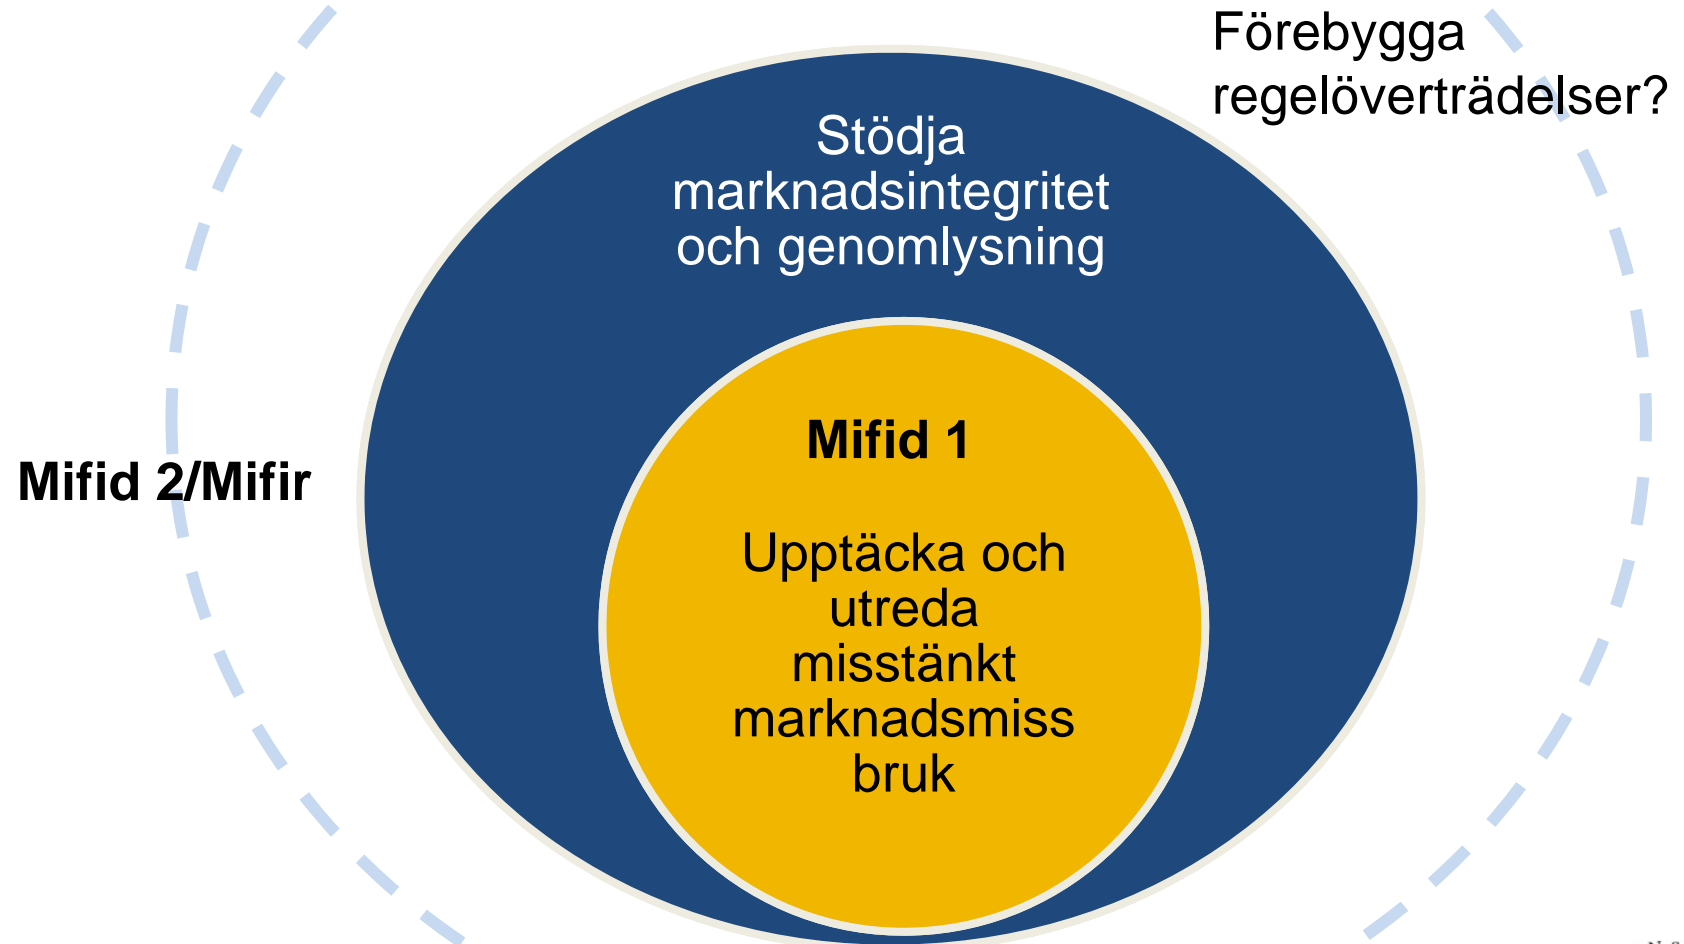 Förebygga
regelöverträdelser?
Stödja
marknadsintegritet
och genomlysning
Mifid 1
Mifid 2/Mifir
Upptäcka och
utreda
misstänkt
marknadsmiss
bruk